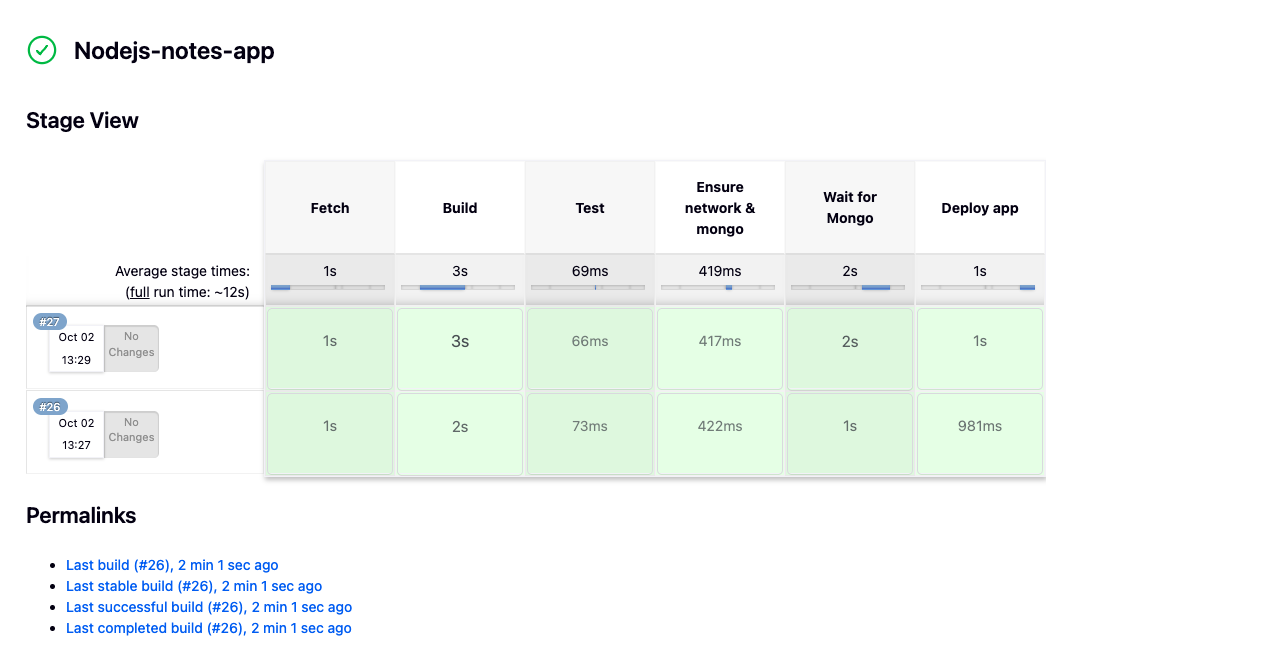 Nodejs-notes-app
Stage View
Fetch
Build
Test
Ensure
network &
mongo
Wait for
Mongo
Deploy app
Average stage times:
(full run time: ~12s)
1s
3s
69ms
419ms
2s
1s
#27
Oct 02
13:29
No
Changes
1s
3s
66ms
417ms
2s
1s
#26
Oct 02
13:27
No
Changes
1s
2s
73ms
422ms
1s
981ms
Permalinks
Last build (#26), 2 min 1 sec ago
Last stable build (#26), 2 min 1 sec ago
Last successful build (#26), 2 min 1 sec ago
Last completed build (#26), 2 min 1 sec ago